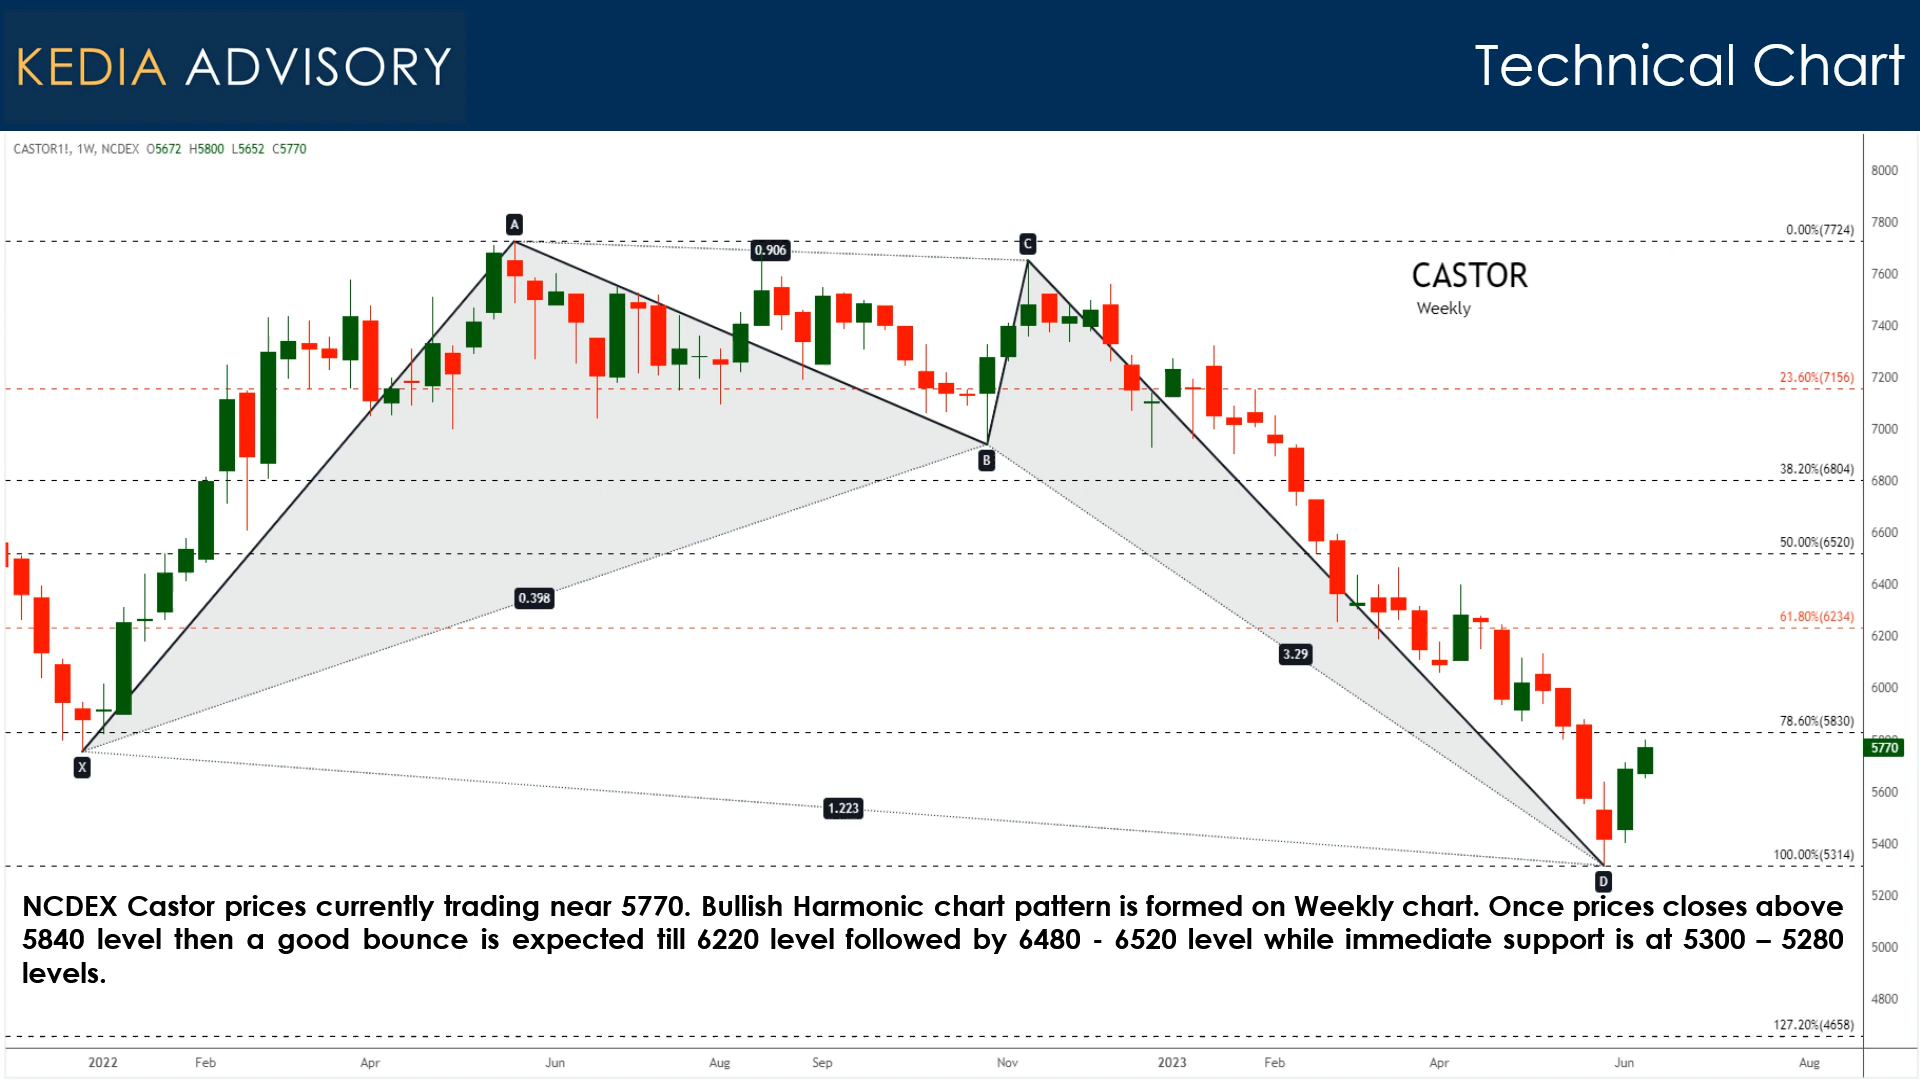 KEDIA ADVISORY
Technical Chart
CASTOR1!, 1W, NCDEX O5672 H5800 L5652 C5770
8000
7800
7600
7400
7200
7000
6800
6600
6400
6200
6000
5770
5600
5400
5200
5000
4800
0.00%(7724)
23.60%(7156)
38.20%(6804)
50.00%(6520)
61.80%(6234)
78.60%(5830)
100.00%(5314)
127.20%(4658)
CASTOR
Weekly
A
0.906
C
B
0.398
3.29
X
1.223
D
NCDEX Castor prices currently trading near 5770. Bullish Harmonic chart pattern is formed on Weekly chart. Once prices closes above
5840 level then a good bounce is expected till 6220 level followed by 6480 - 6520 level while immediate support is at 5300 – 5280
levels.
2022 Feb Apr Jun Aug Sep Nov 2023 Feb Apr Jun Aug